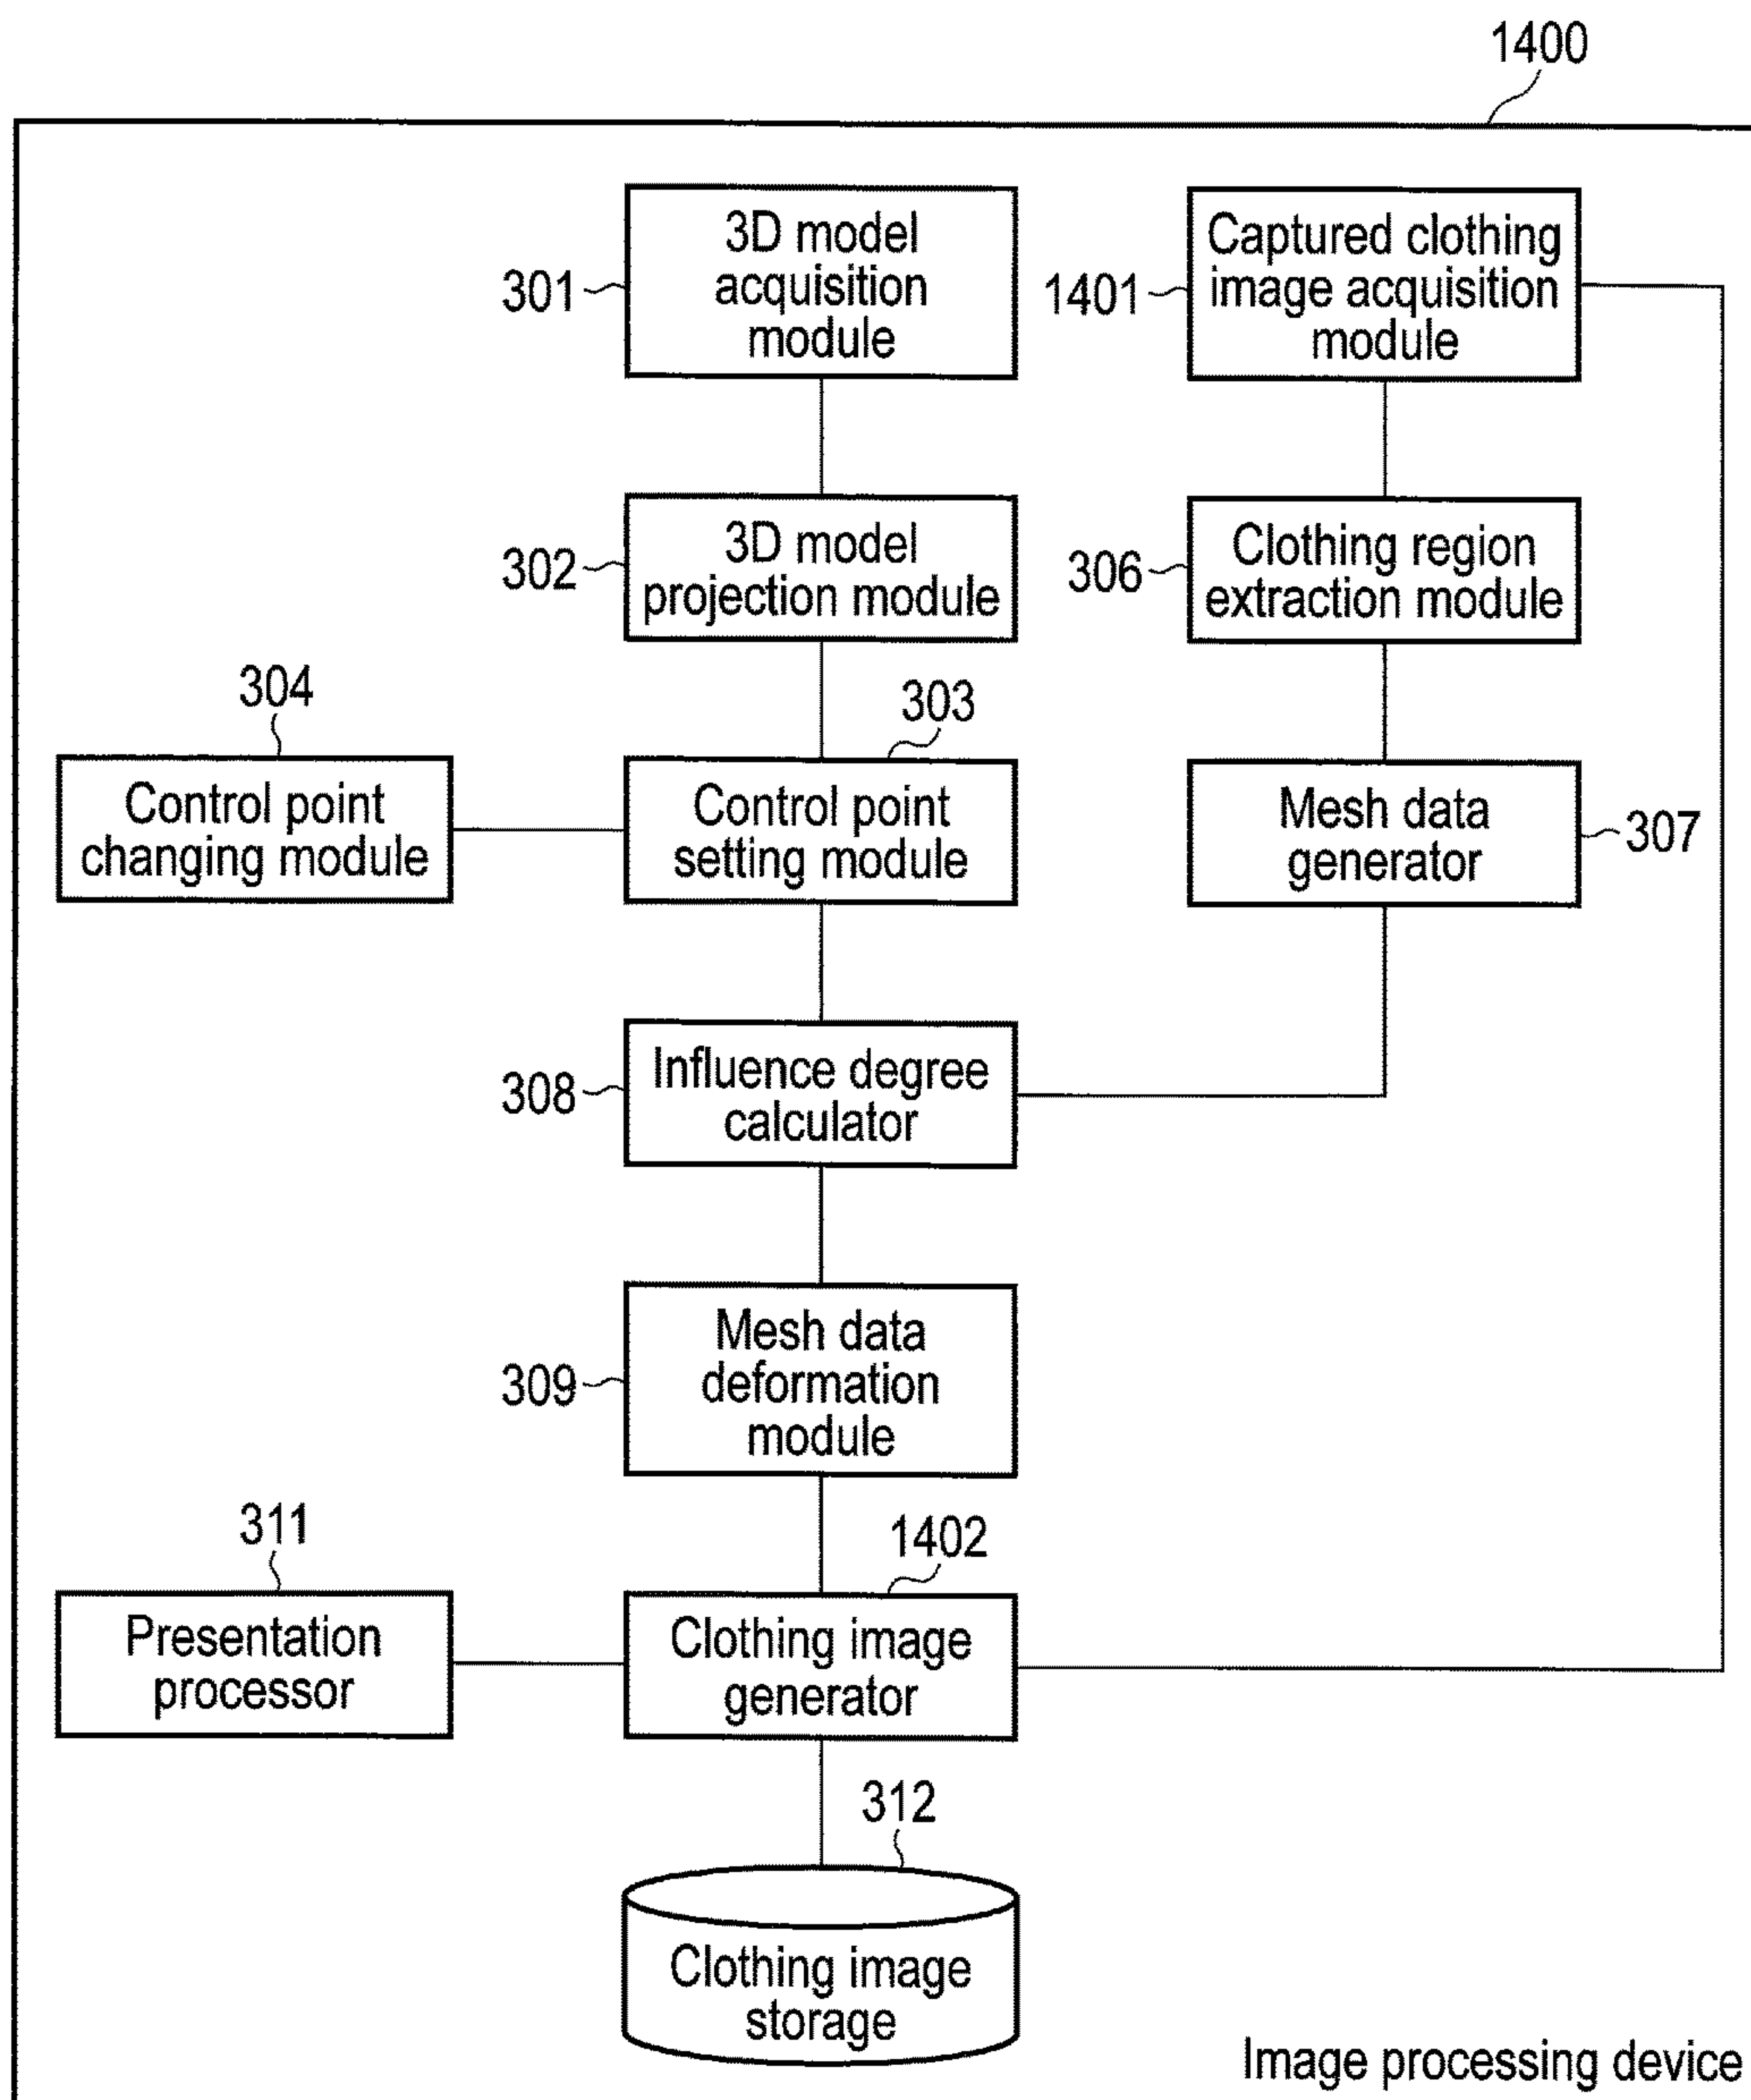 1400
3D model
acquisition
module
301
Captured clothing
image acquisition
module
1401
3D model
projection module
302
Clothing region
extraction module
306
304
303
Control point
changing module
Control point
setting module
Mesh data
generator
307
Influence degree
calculator
308
Mesh data
deformation
module
309
311
1402
Presentation
processor
Clothing image
generator
312
Clothing image
storage
Image processing device